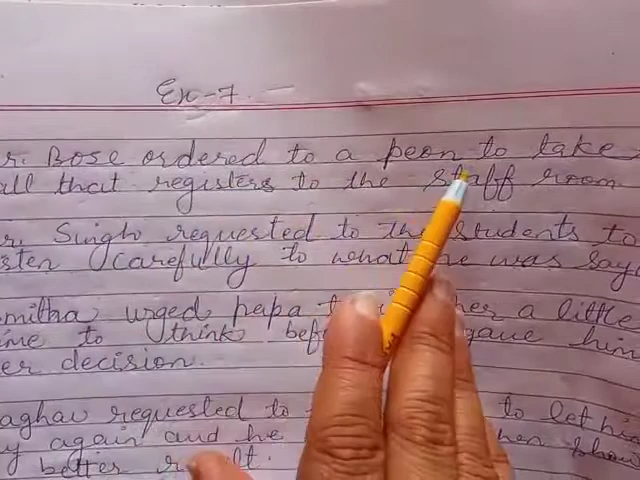 Ex-7
r. Bose ordered to a peon to take
all that registers to the staff room
r. Singh requested to the students to
sten carefully to what he was say
mitha urged papa to her a little
me to think gave him
er decision.
aghav requested to to let him
y again and he show
y better